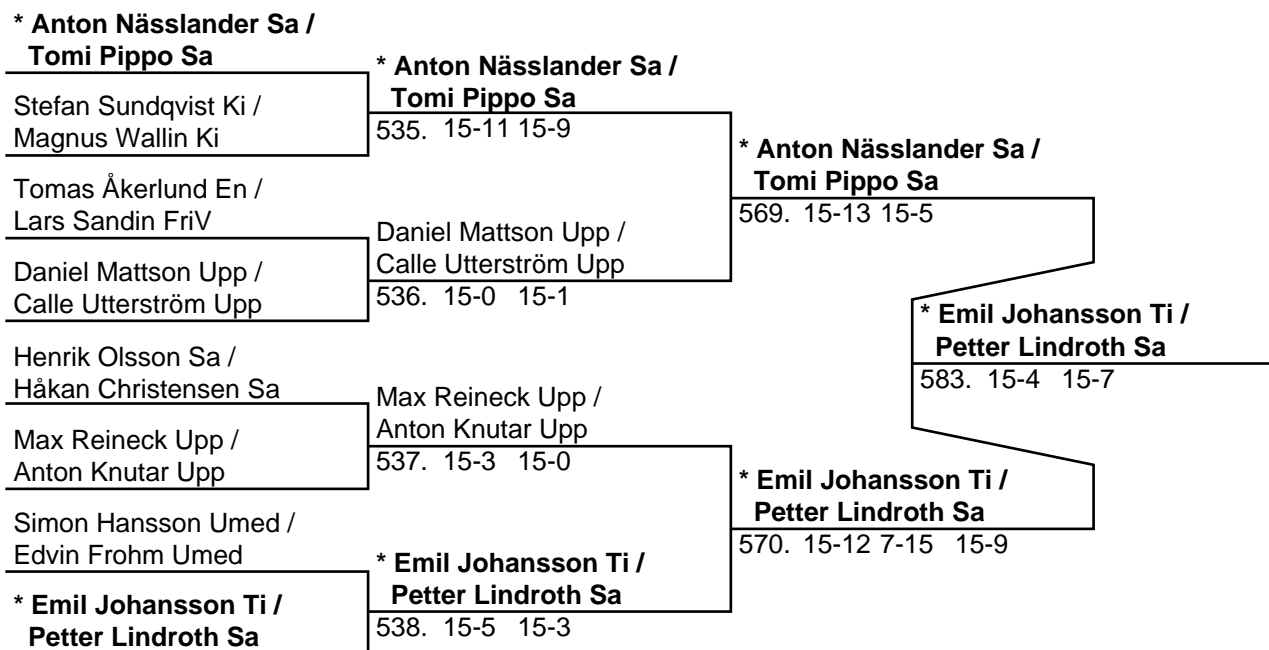 * Anton Nässlander Sa /
Tomi Pippo Sa
Stefan Sundqvist Ki /
Magnus Wallin Ki
Tomas Åkerlund En /
Lars Sandin FriV
Daniel Mattson Upp /
Calle Utterström Upp
Henrik Olsson Sa /
Håkan Christensen Sa
Max Reineck Upp /
Anton Knutar Upp
Simon Hansson Umed /
Edvin Frohm Umed
* Emil Johansson Ti /
Petter Lindroth Sa
* Anton Nässlander Sa /
Tomi Pippo Sa
535. 15-11 15-9
Daniel Mattson Upp /
Calle Utterström Upp
536. 15-0 15-1
Max Reineck Upp /
Anton Knutar Upp
537. 15-3 15-0
* Emil Johansson Ti /
Petter Lindroth Sa
538. 15-5 15-3
* Anton Nässlander Sa /
Tomi Pippo Sa
569. 15-13 15-5
* Emil Johansson Ti /
Petter Lindroth Sa
570. 15-12 7-15 15-9
* Emil Johansson Ti /
Petter Lindroth Sa
583. 15-4 15-7